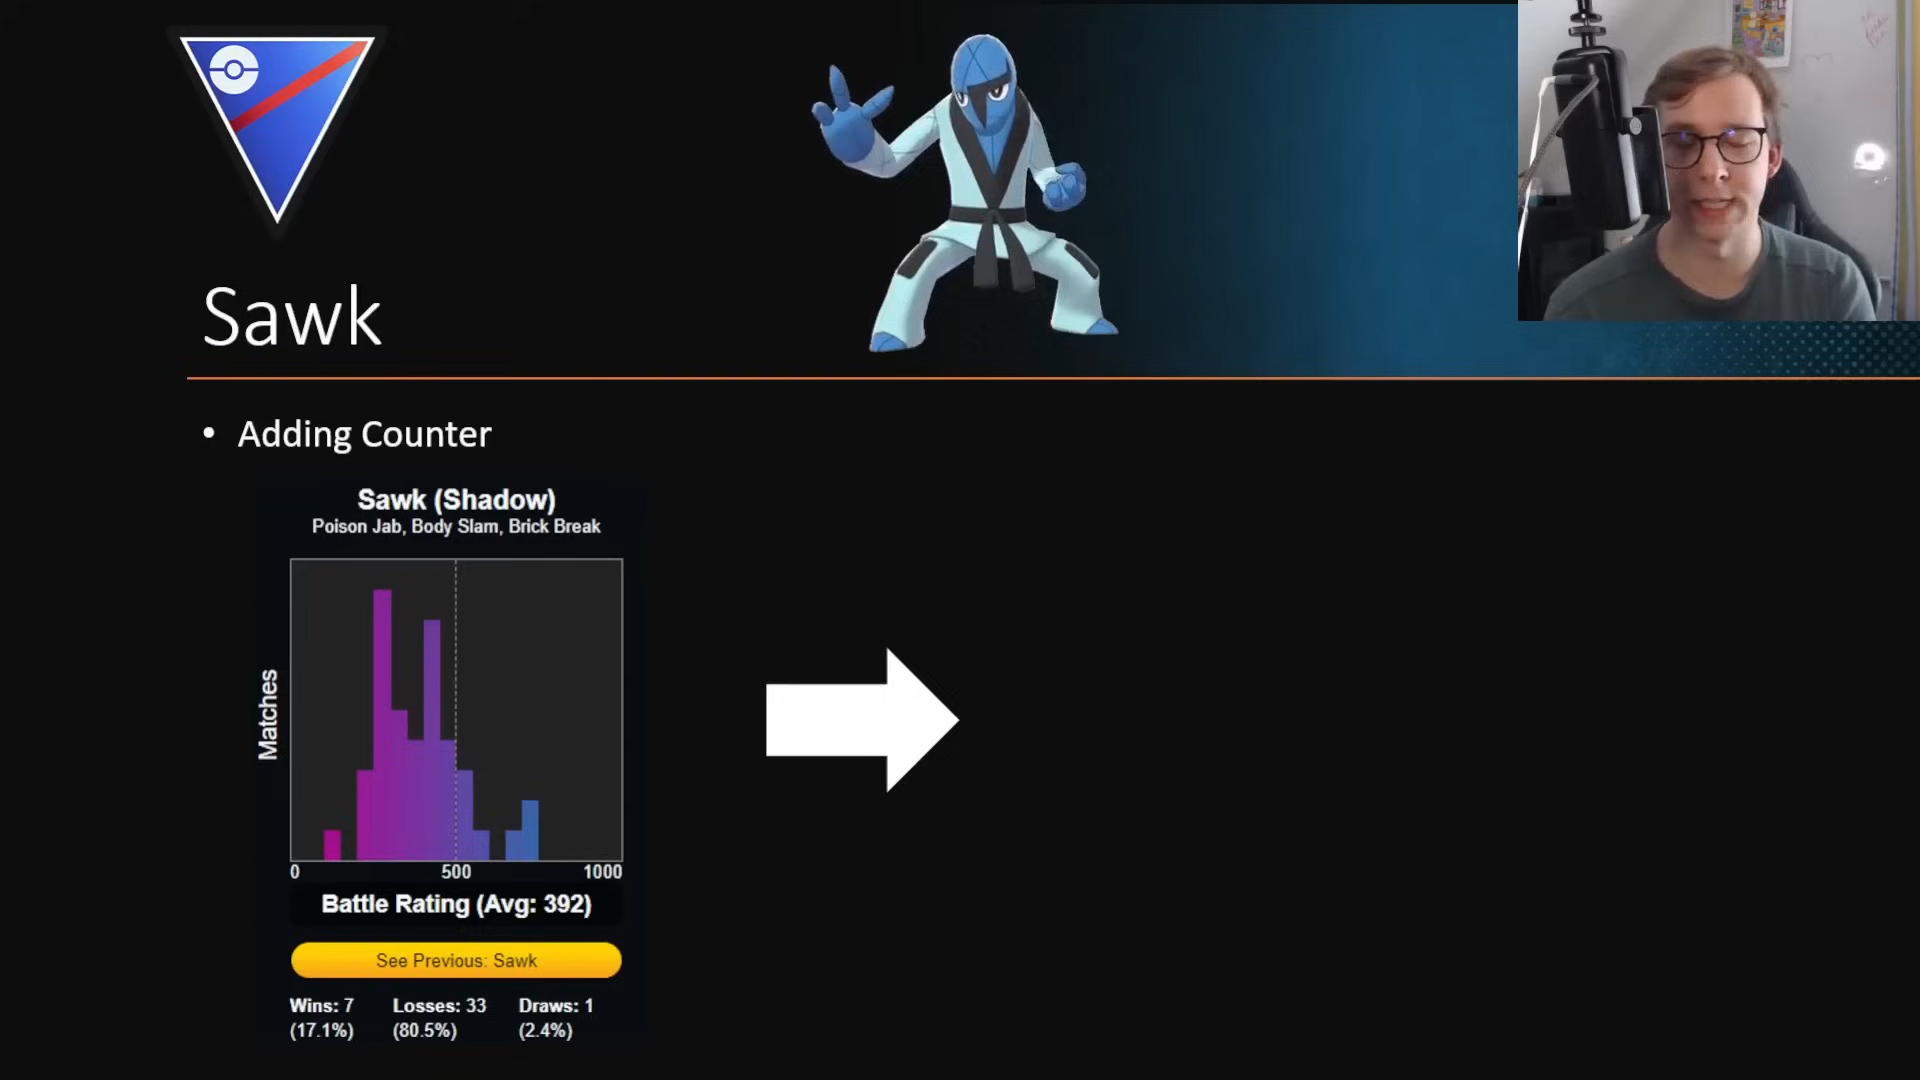 Sawk
• Adding Counter
Sawk (Shadow)
Poison Jab, Body Slam, Brick Break
Matches
0 500 1000
Battle Rating (Avg: 392)
See Previous: Sawk
Wins: 7 Losses: 33 Draws: 1
(17.1%) (80.5%) (2.4%)